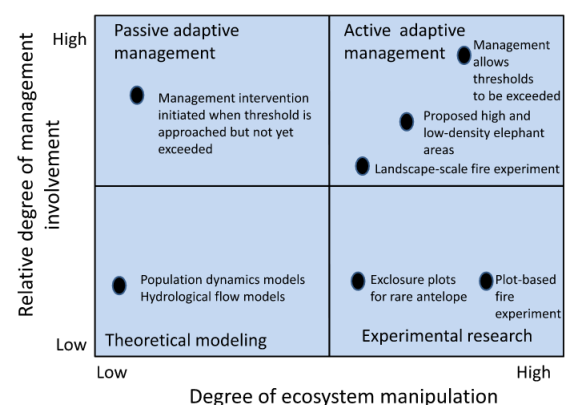 Relative degree of management
involvement
High
Low
Passive adaptive
management
Management intervention
initiated when threshold is
approached but not yet
exceeded
Active adaptive
management
Management
allows
thresholds
to be exceeded
Proposed high and
low-density elephant
areas
Landscape-scale fire experiment
Population dynamics models
Hydrological flow models
Theoretical modeling
Exclosure plots
for rare antelope
Plot-based
fire
experiment
Experimental research
Low
High
Degree of ecosystem manipulation